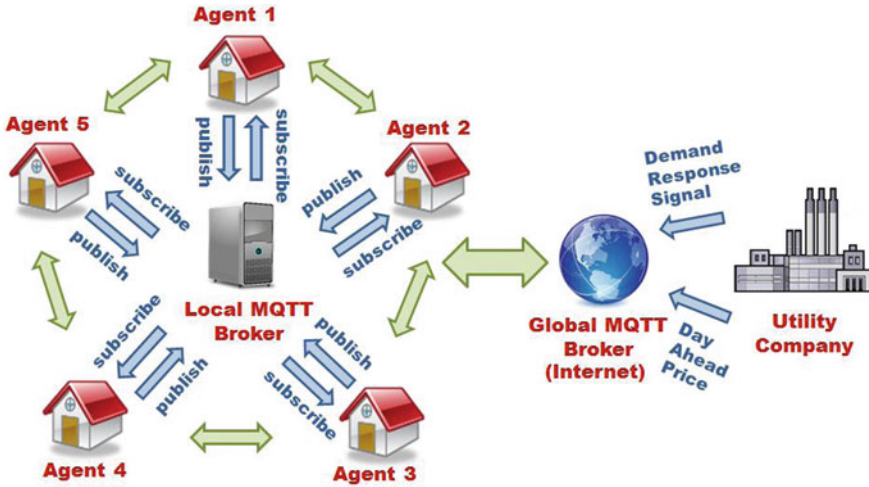 Agent 1
Agent 5
Agent 2
publish
subscribe
subscribe
publish
publish
subscribe
Demand
Response
Signal
Local MQTT
Broker
Global MQTT
Broker
(Internet)
Day
Ahead
Price
Utility
Company
subscribe
publish
publish
subscribe
Agent 4
Agent 3